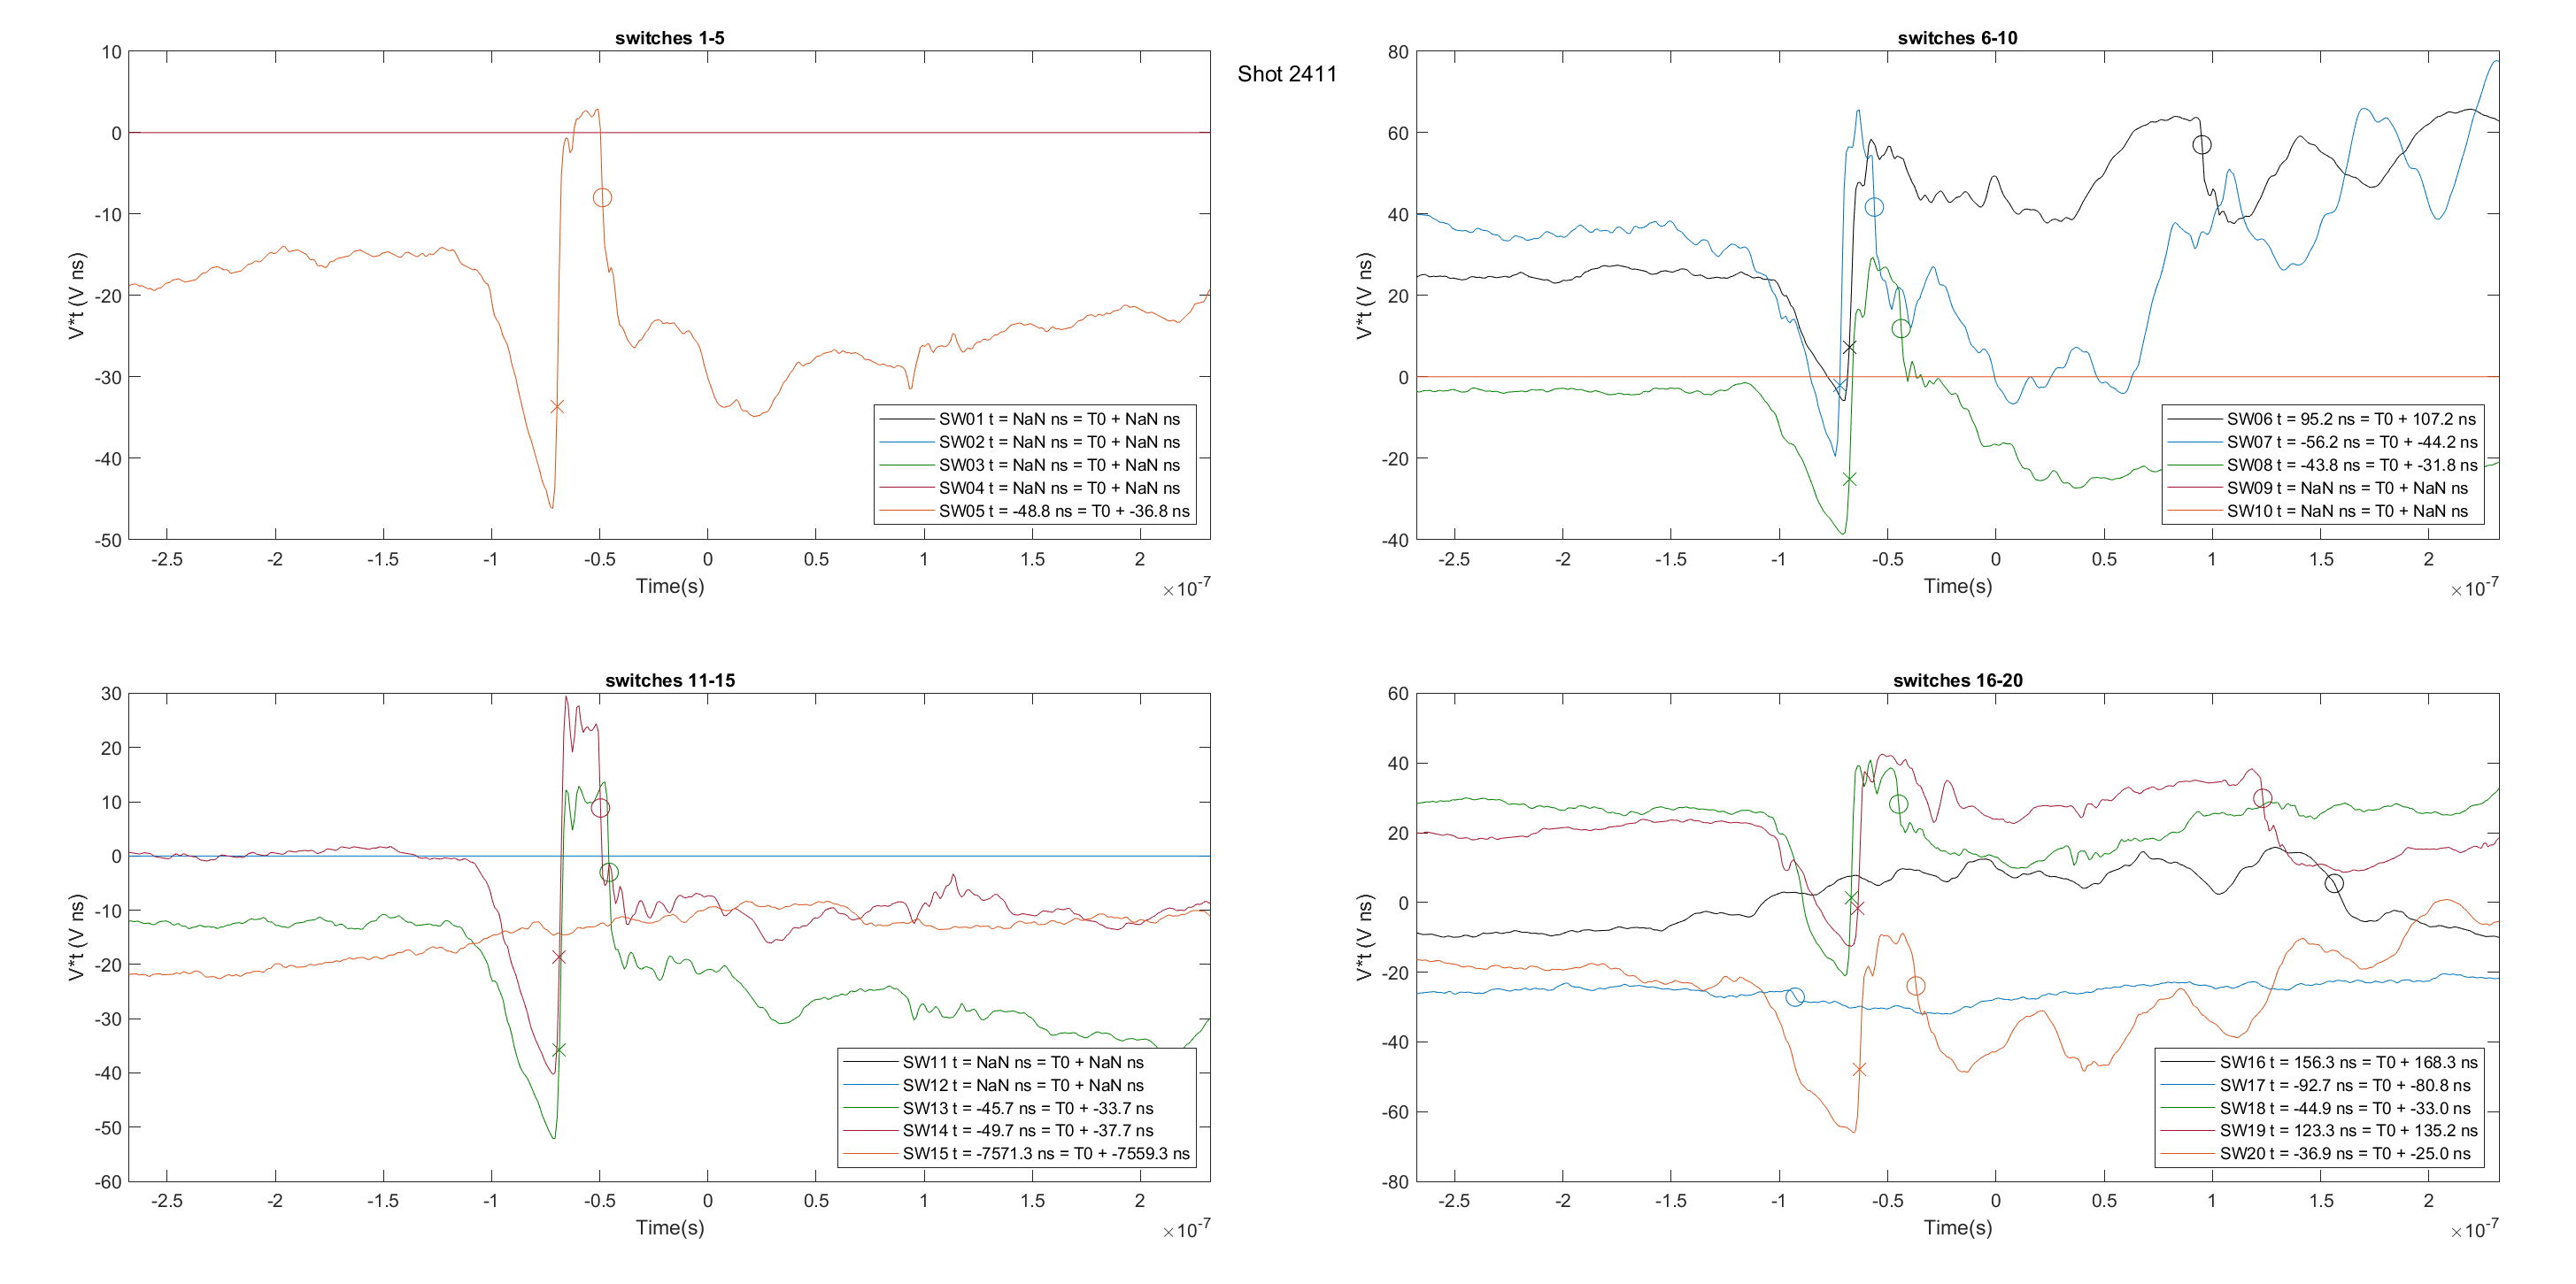 Shot 2411
switches 1-5
10
0
-10
-20
-30
-40
-50
V*t (V ns)
-2.5 -2 -1.5 -1 -0.5 0 0.5 1 1.5 2
Time(s)
×10-7
SW01 t = NaN ns = T0 + NaN ns
SW02 t = NaN ns = T0 + NaN ns
SW03 t = NaN ns = T0 + NaN ns
SW04 t = NaN ns = T0 + NaN ns
SW05 t = -48.8 ns = T0 + -36.8 ns
switches 6-10
80
60
40
20
0
-20
-40
V*t (V ns)
-2.5 -2 -1.5 -1 -0.5 0 0.5 1 1.5 2
Time(s)
×10-7
SW06 t = 95.2 ns = T0 + 107.2 ns
SW07 t = -56.2 ns = T0 + -44.2 ns
SW08 t = -43.8 ns = T0 + -31.8 ns
SW09 t = NaN ns = T0 + NaN ns
SW10 t = NaN ns = T0 + NaN ns
switches 11-15
30
20
10
0
-10
-20
-30
-40
-50
-60
V*t (V ns)
-2.5 -2 -1.5 -1 -0.5 0 0.5 1 1.5 2
Time(s)
×10-7
SW11 t = NaN ns = T0 + NaN ns
SW12 t = NaN ns = T0 + NaN ns
SW13 t = -45.7 ns = T0 + -33.7 ns
SW14 t = -49.7 ns = T0 + -37.7 ns
SW15 t = -7571.3 ns = T0 + -7559.3 ns
switches 16-20
60
40
20
0
-20
-40
-60
-80
V*t (V ns)
-2.5 -2 -1.5 -1 -0.5 0 0.5 1 1.5 2
Time(s)
×10-7
SW16 t = 156.3 ns = T0 + 168.3 ns
SW17 t = -92.7 ns = T0 + -80.8 ns
SW18 t = -44.9 ns = T0 + -33.0 ns
SW19 t = 123.3 ns = T0 + 135.2 ns
SW20 t = -36.9 ns = T0 + -25.0 ns